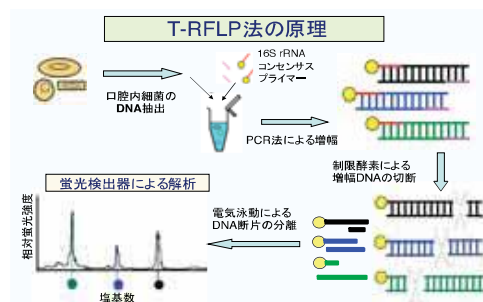 T-RFLP法の原理
16S rRNA
コンセンサス
プライマー
口腔内細菌の
DNA抽出
PCR法による増幅
制限酵素による
増幅DNAの切断
電気泳動による
DNA断片の分離
蛍光検出器による解析
相対蛍光強度
塩基数